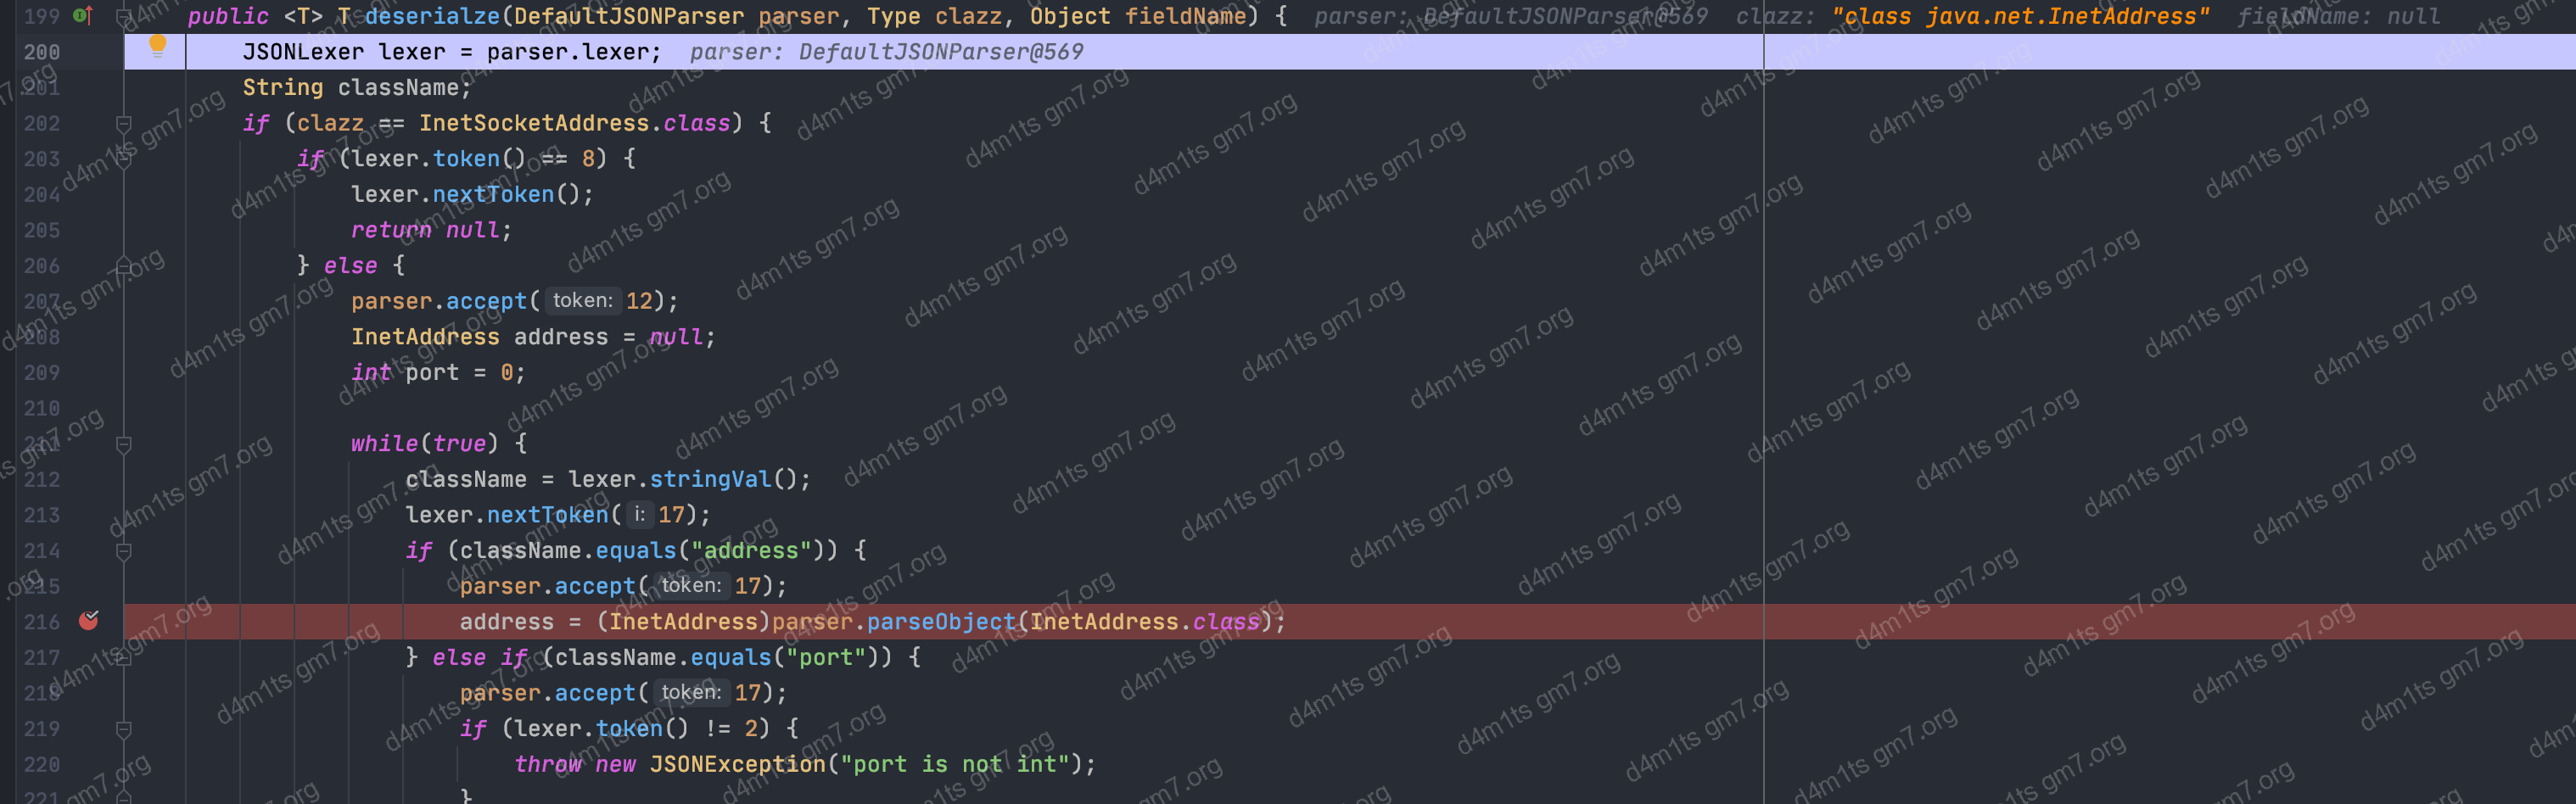 199 public <T> T deserialze(DefaultJSONParser parser, Type clazz, Object fieldName) { parser: DefaultJSONParser@569 clazz: "class java.net.InetAddress" fieldName: null
200 JSONLexer lexer = parser.lexer; parser: DefaultJSONParser@569
201 String className;
202 if (clazz == InetSocketAddress.class) {
203 if (lexer.token() == 8) {
204 lexer.nextToken();
205 return null;
206 } else {
207 parser.accept( token: 12);
208 InetAddress address = null;
209 int port = 0;
210
211 while(true) {
212 className = lexer.stringVal();
213 lexer.nextToken( i: 17);
214 if (className.equals("address")) {
215 parser.accept( token: 17);
216 address = (InetAddress)parser.parseObject(InetAddress.class);
217 } else if (className.equals("port")) {
218 parser.accept( token: 17);
219 if (lexer.token() != 2) {
220 throw new JSONException("port is not int");
221 }
d4m1ts gm7.org